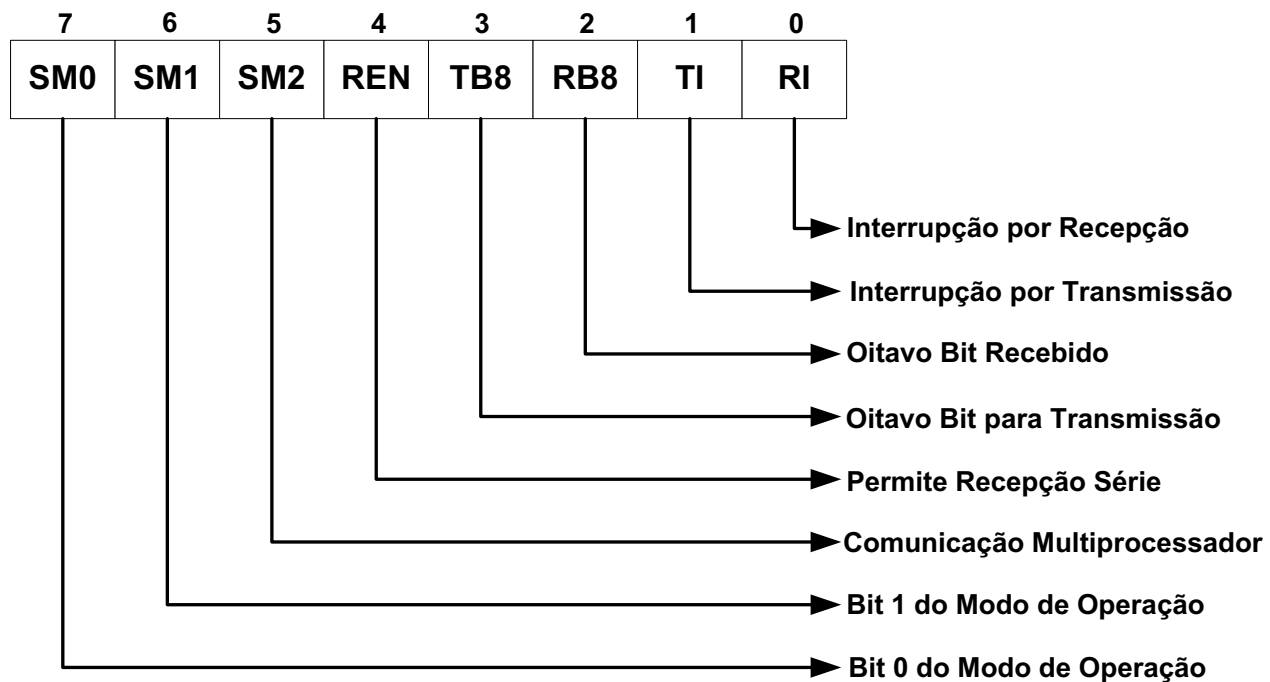 7 6 5 4 3 2 1 0
SM0 SM1 SM2 REN TB8 RB8 TI RI
Interrupção por Recepção
Interrupção por Transmissão
Oitavo Bit Recebido
Oitavo Bit para Transmissão
Permite Recepção Série
Comunicação Multiprocessador
Bit 1 do Modo de Operação
Bit 0 do Modo de Operação